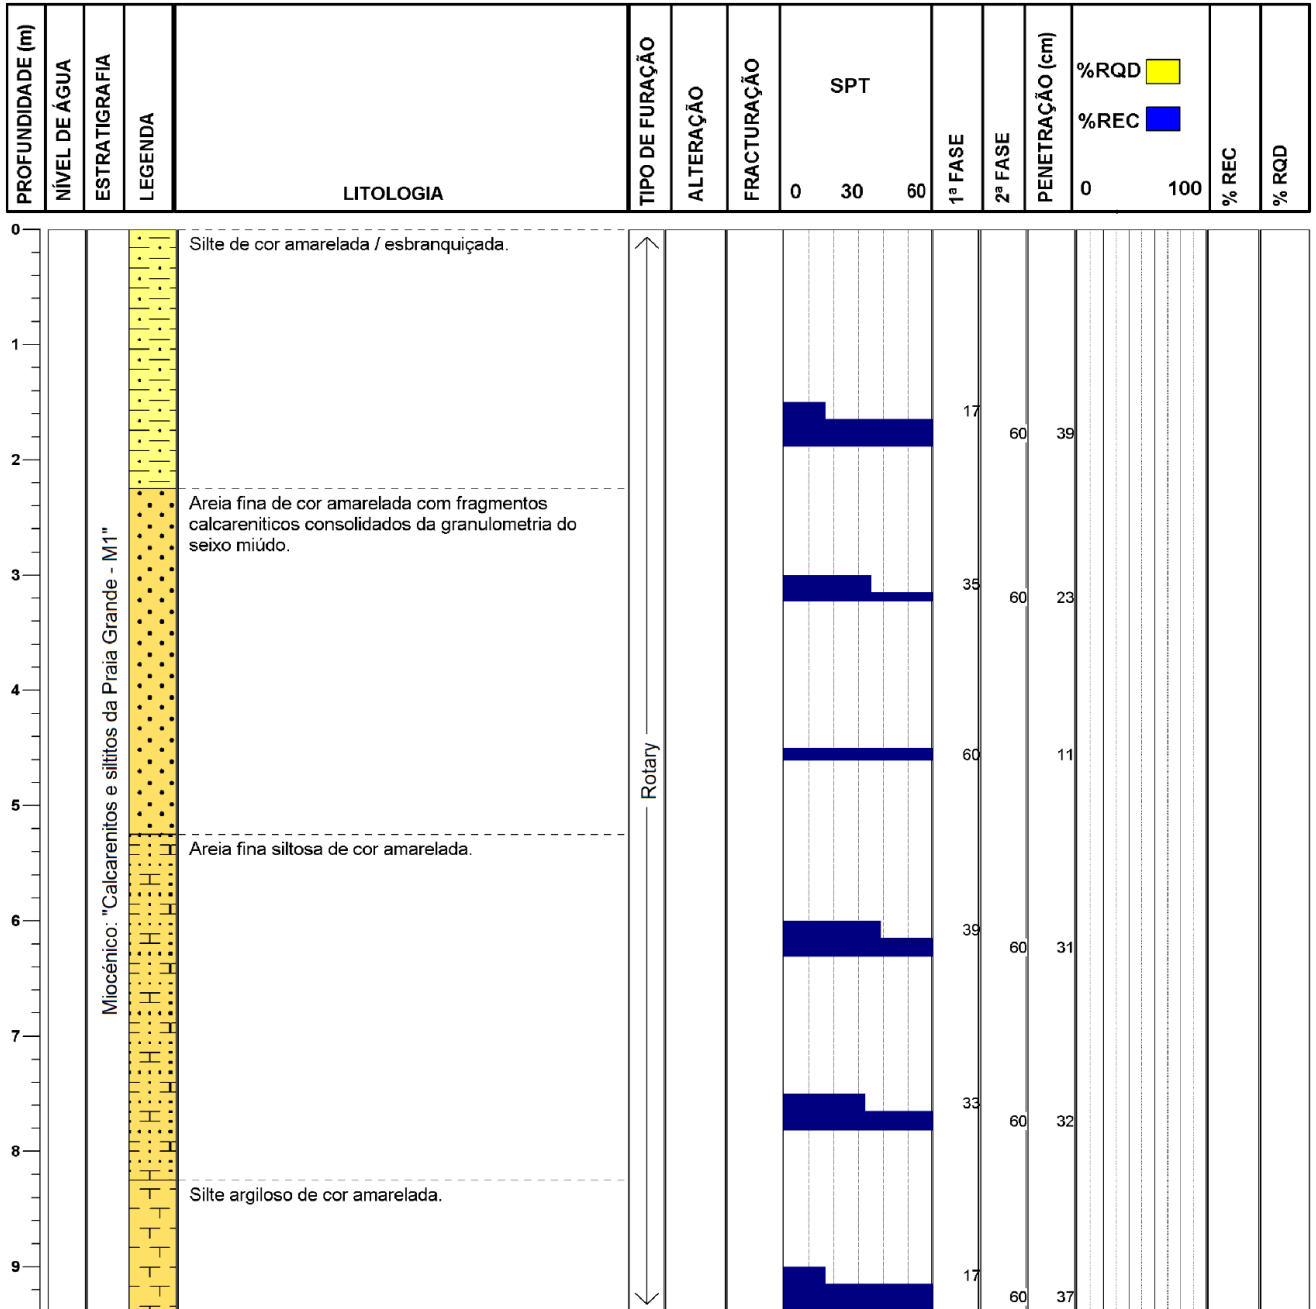 PROFUNDIDADE (m)
NÍVEL DE ÁGUA
ESTRATIGRAFIA
LEGENDA
LITOLOGIA
TIPO DE FURAÇÃO
ALTERAÇÃO
FRACTURAÇÃO
SPT
0 30 60
1ª FASE
2ª FASE
PENETRAÇÃO (cm)
%RQD
%REC
0 100
% REC
% RQD
0
Silte de cor amarelada / esbranquiçada.
1
17
60 39
2
Areia fina de cor amarelada com fragmentos
calcareniticos consolidados da granulometria do
seixo miúdo.
3
35
60 23
4
Miocénico: "Calcarenitos e siltitos da Praia Grande - M1"
Rotary
60 11
5
Areia fina siltosa de cor amarelada.
6
39
60 31
7
33
60 32
8
Silte argiloso de cor amarelada.
9
17
60 37